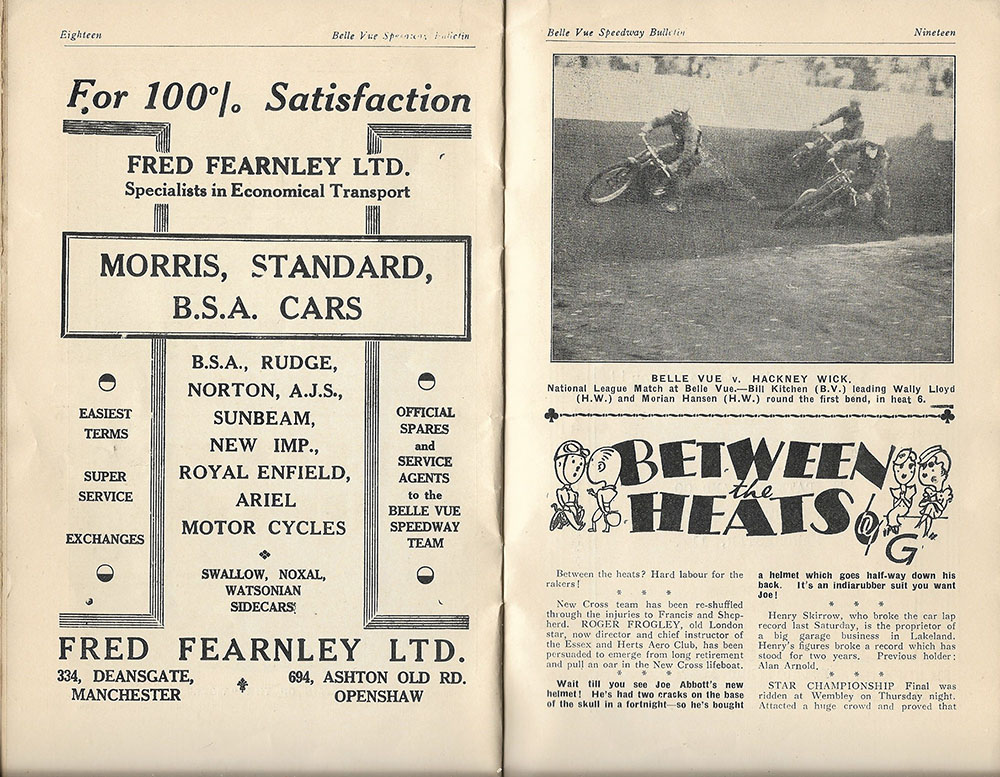 Eighteen
Belle Vue Speedway Bulletin
For 100% Satisfaction
FRED FEARNLEY LTD.
Specialists in Economical Transport
MORRIS, STANDARD,
B.S.A. CARS
EASIEST
TERMS
SUPER
SERVICE
EXCHANGES
B.S.A., RUDGE,
NORTON, A.J.S.,
SUNBEAM,
NEW IMP.,
ROYAL ENFIELD,
ARIEL
MOTOR CYCLES
SWALLOW, NOXAL,
WATSONIAN
SIDECARS
OFFICIAL
SPARES
and
SERVICE
AGENTS
to the
BELLE VUE
SPEEDWAY
TEAM
FRED FEARNLEY LTD.
334, DEANSGATE,
MANCHESTER
694, ASHTON OLD RD.
OPENSHAW
Belle Vue Speedway Bulletin
Nineteen
BELLE VUE v. HACKNEY WICK.
National League Match at Belle Vue.—Bill Kitchen (B.V.) leading Wally Lloyd
(H.W.) and Morian Hansen (H.W.) round the first bend, in heat 6.
BETWEEN
the
HEATS
"G"
Between the heats? Hard labour for the
rakers!
* * *
New Cross team has been re-shuffled
through the injuries to Francis and Shep-
herd. ROGER FROGLEY, old London
star, now director and chief instructor of
the Essex and Herts Aero Club, has been
persuaded to emerge from long retirement
and pull an oar in the New Cross lifeboat.
* * *
Wait till you see Joe Abbott's new
helmet! He's had two cracks on the base
of the skull in a fortnight—so he's bought
a helmet which goes half-way down his
back. It's an indiarubber suit you want
Joe!
* * *
Henry Skirrow, who broke the car lap
record last Saturday, is the proprietor of
a big garage business in Lakeland.
Henry's figures broke a record which has
stood for two years. Previous holder:
Alan Arnold.
* * *
STAR CHAMPIONSHIP Final was
ridden at Wembley on Thursday night.
Attacted a huge crowd and proved that